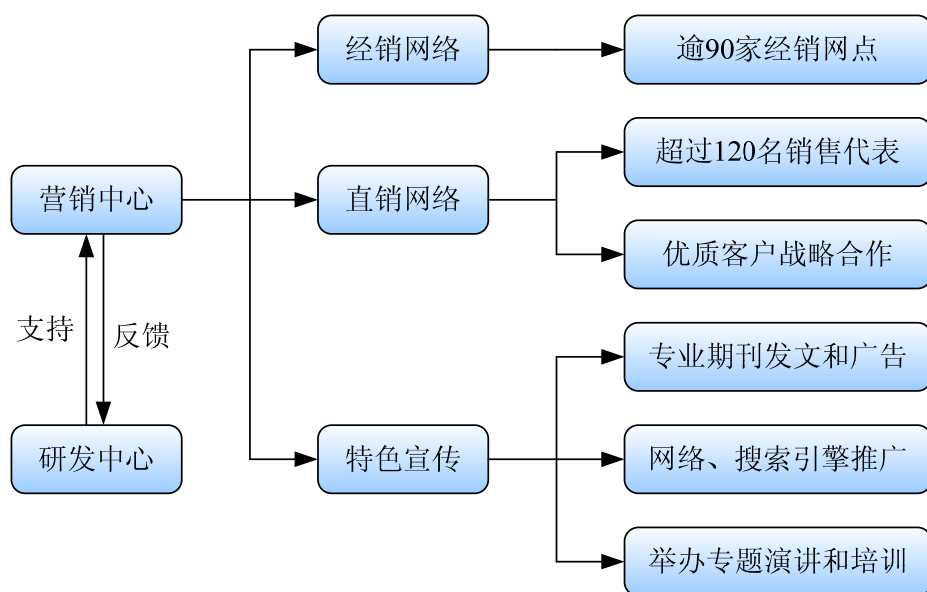 经销网络
逾90家经销网点
超过120名销售代表
营销中心
直销网络
优质客户战略合作
支持
反馈
专业期刊发文和广告
研发中心
特色宣传
网络、搜索引擎推广
举办专题演讲和培训